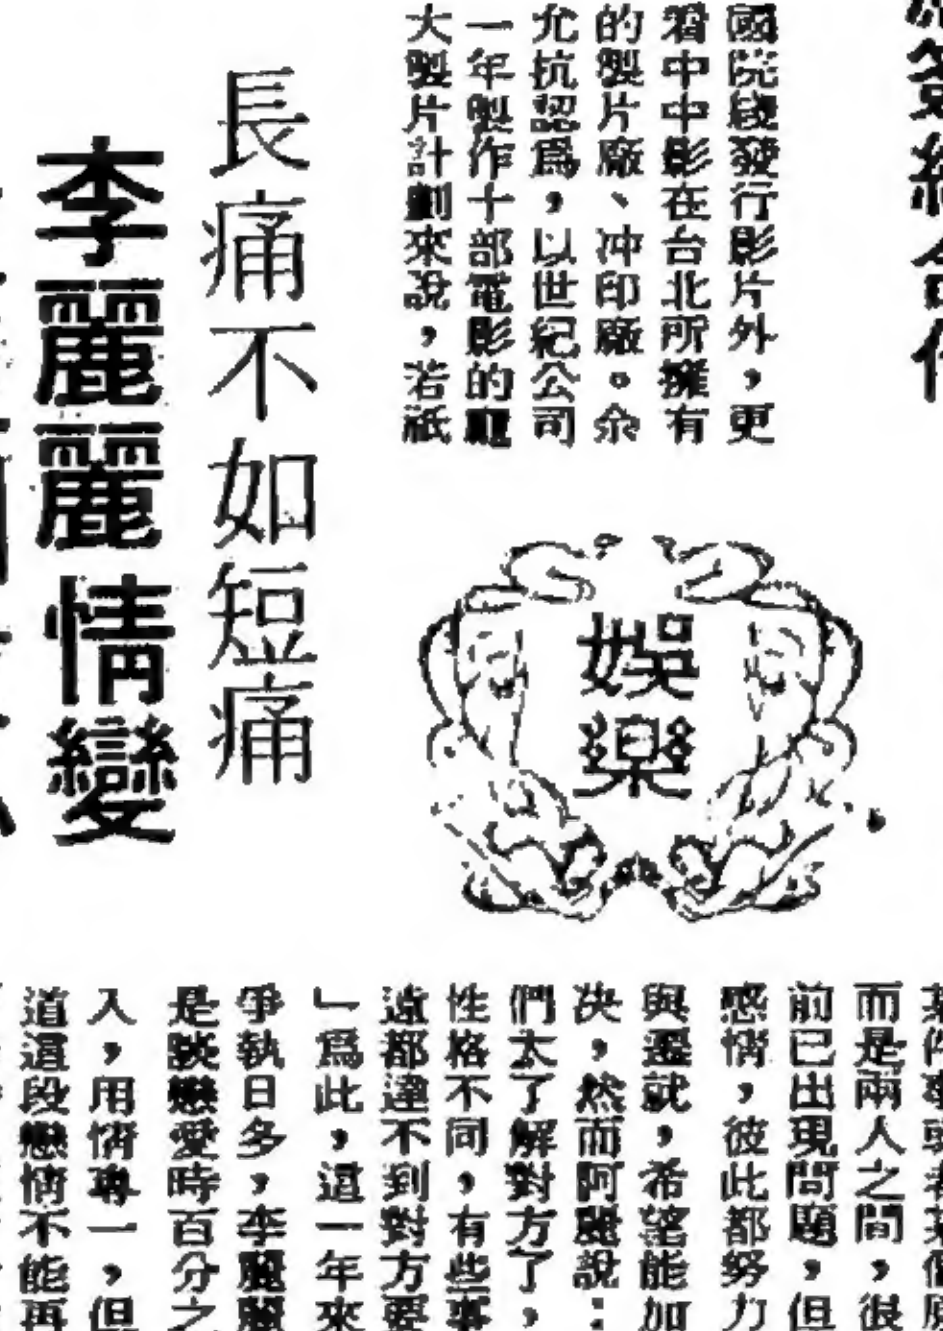 國院綫發行影片外，更
中中影在台北所擁有
的製片廠、冲印廠。余
允抗認爲，以世紀公司
一年製作十部電影的龐
大製片計劃來說，若祇
長痛不如短痛
李麗麗情變
娛
樂
而是兩人之間，很
前已出現問題，但
感情，彼此都努力
與遷就，希望能加
決，然而阿麗說：
們太了解對方了，
性格不同，有些事
遠都達不到對方要
」爲此，這一年來
爭執日多，李麗麗
是談戀愛時百分之
入，用情專一，但
道這段戀情不能再